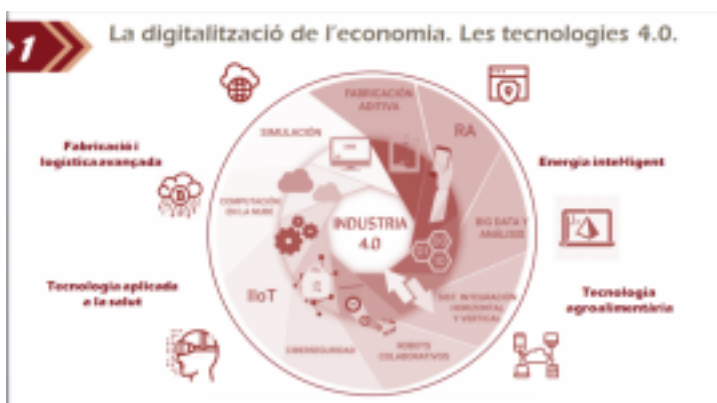 1
La digitalització de l'economia. Les tecnologies 4.0.
FABRICACIÓN
ADITIVA
SIMULACIÓN
RA
Fabricació i
logística avançada
Energia intel·ligent
COMPUTACIÓN
EN LA NUBE
INDUSTRIA
4.0
BIG DATA Y
ANÁLISIS
Tecnologia aplicada
a la salut
IIoT
SIST. INTEGRACIÓN
HORIZONTAL
Y VERTICAL
Tecnologia
agroalimentària
CIBERSEGURIDAD
ROBOTS
COLABORATIVOS